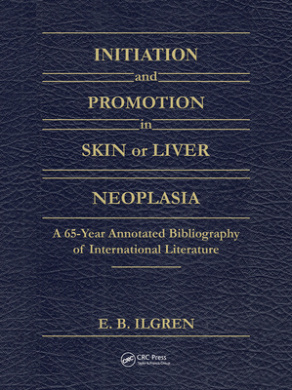 INITIATION
and
PROMOTION
in
SKIN or LIVER
NEOPLASIA
A 65-Year Annotated Bibliography
of International Literature
E. B. ILGREN
CRC Press